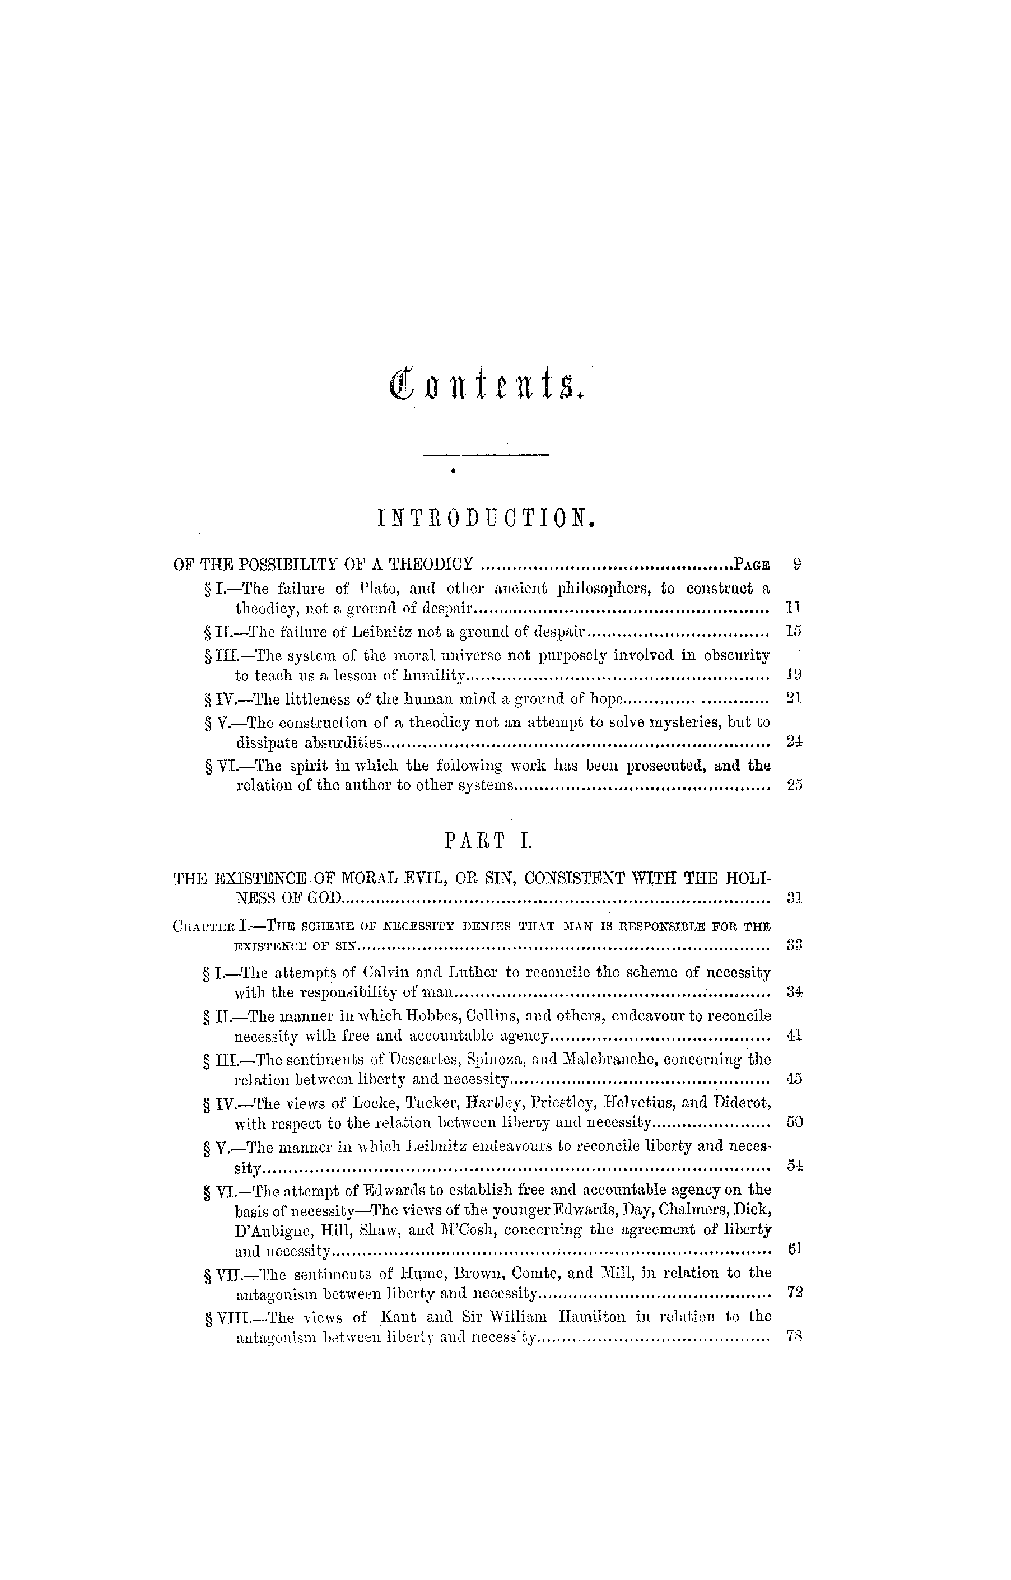 Contents.
INTRODUCTION.
OF THE POSSIBILITY OF A THEODICY ............................................PAGE 9
§ I.—The failure of Plato, and other ancient philosophers, to construct a
theodicy, not a ground of despair........................................................ 11
§ II.—The failure of Leibnitz not a ground of despair.................................. 15
§ III.—The system of the moral universe not purposely involved in obscurity
to teach us a lesson of humility......................................................... 19
§ IV.—The littleness of the human mind a ground of hope............................ 21
§ V.—The construction of a theodicy not an attempt to solve mysteries, but to
dissipate absurdities......................................................................... 24
§ VI.—The spirit in which the following work has been prosecuted, and the
relation of the author to other systems................................................ 25
PART I.
THE EXISTENCE OF MORAL EVIL, OR SIN, CONSISTENT WITH THE HOLI-
NESS OF GOD................................................................................. 31
CHAPTER I.—THE SCHEME OF NECESSITY DENIES THAT MAN IS RESPONSIBLE FOR THE
EXISTENCE OF SIN.............................................................................. 33
§ I.—The attempts of Calvin and Luther to reconcile the scheme of necessity
with the responsibility of man............................................................ 34
§ II.—The manner in which Hobbes, Collins, and others, endeavour to reconcile
necessity with free and accountable agency.......................................... 41
§ III.—The sentiments of Descartes, Spinoza, and Malebranche, concerning the
relation between liberty and necessity................................................. 45
§ IV.—The views of Locke, Tucker, Hartley, Priestley, Helvetius, and Diderot,
with respect to the relation between liberty and necessity....................... 50
§ V.—The manner in which Leibnitz endeavours to reconcile liberty and neces-
sity................................................................................................ 54
§ VI.—The attempt of Edwards to establish free and accountable agency on the
basis of necessity—The views of the younger Edwards, Day, Chalmers, Dick,
D'Aubigne, Hill, Shaw, and M'Cosh, concerning the agreement of liberty
and necessity................................................................................... 61
§ VII.—The sentiments of Hume, Brown, Comte, and Mill, in relation to the
antagonism between liberty and necessity............................................ 72
§ VIII.—The views of Kant and Sir William Hamilton in relation to the
antagonism between liberty and necessity............................................ 78